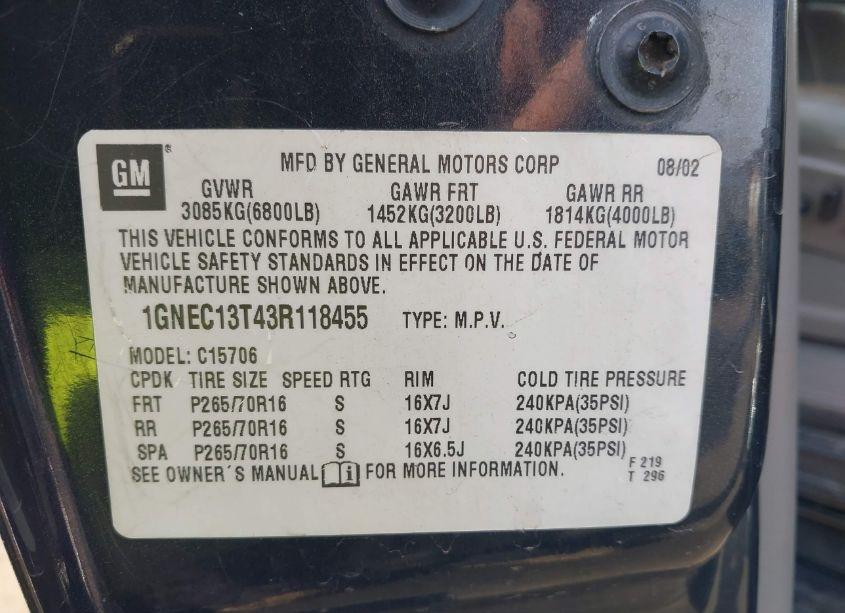 GM® MFD BY GENERAL MOTORS CORP 08/02
GVWR GAWR FRT GAWR RR
3085KG(6800LB) 1452KG(3200LB) 1814KG(4000LB)
THIS VEHICLE CONFORMS TO ALL APPLICABLE U.S. FEDERAL MOTOR
VEHICLE SAFETY STANDARDS IN EFFECT ON THE DATE OF
MANUFACTURE SHOWN ABOVE.
1GNEC13T43R118455 TYPE: M.P.V.
MODEL: C15706
CPDK TIRE SIZE SPEED RTG RIM COLD TIRE PRESSURE
FRT P265/70R16 S 16X7J 240KPA(35PSI)
RR P265/70R16 S 16X7J 240KPA(35PSI)
SPA P265/70R16 S 16X6.5J 240KPA(35PSI)
SEE OWNER´S MANUAL i FOR MORE INFORMATION.
F 219
T 296